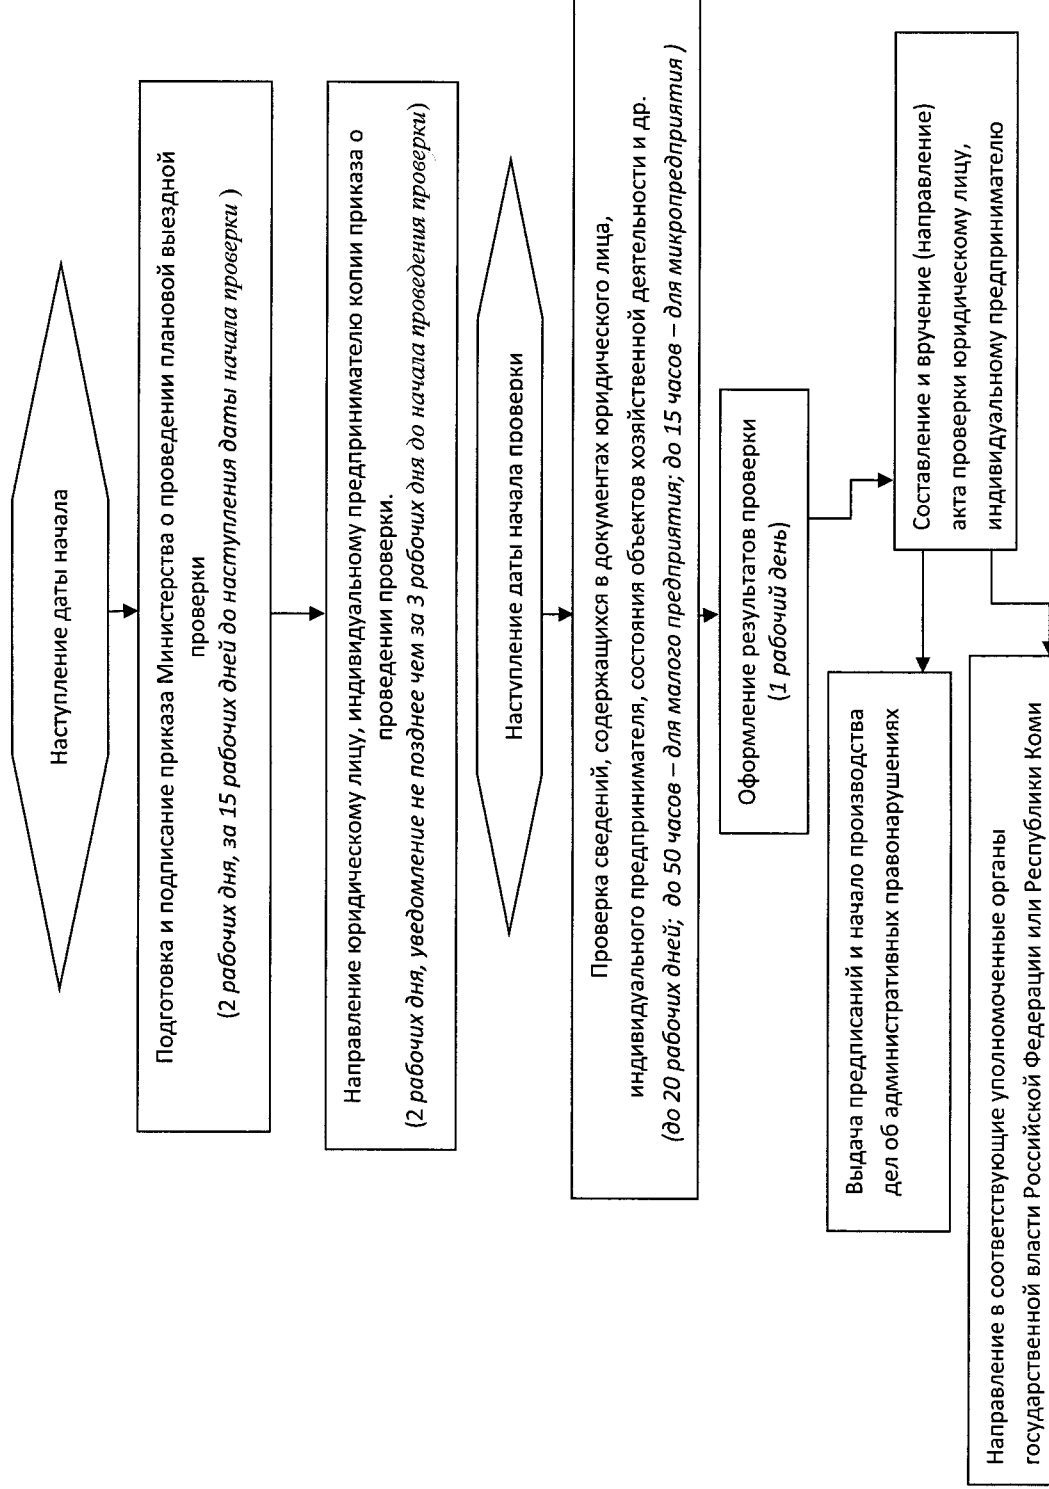 Наступление даты начала
Подготовка и подписание приказа Министерства о проведении плановой выездной
проверки
(2 рабочих дня, за 15 рабочих дней до наступления даты начала проверки )
Направление юридическому лицу, индивидуальному предпринимателю копии приказа о
проведении проверки.
(2 рабочих дня, уведомление не позднее чем за 3 рабочих дня до начала проведения проверки)
Наступление даты начала проверки
Проверка сведений, содержащихся в документах юридического лица,
индивидуального предпринимателя, состояния объектов хозяйственной деятельности и др.
(до 20 рабочих дней; до 50 часов – для малого предприятия; до 15 часов – для микропредприятия )
Оформление результатов проверки
(1 рабочий день)
Составление и вручение (направление)
акта проверки юридическому лицу,
индивидуальному предпринимателю
Выдача предписаний и начало производства
дел об административных правонарушениях
Направление в соответствующие уполномоченные органы
государственной власти Российской Федерации или Республики Коми